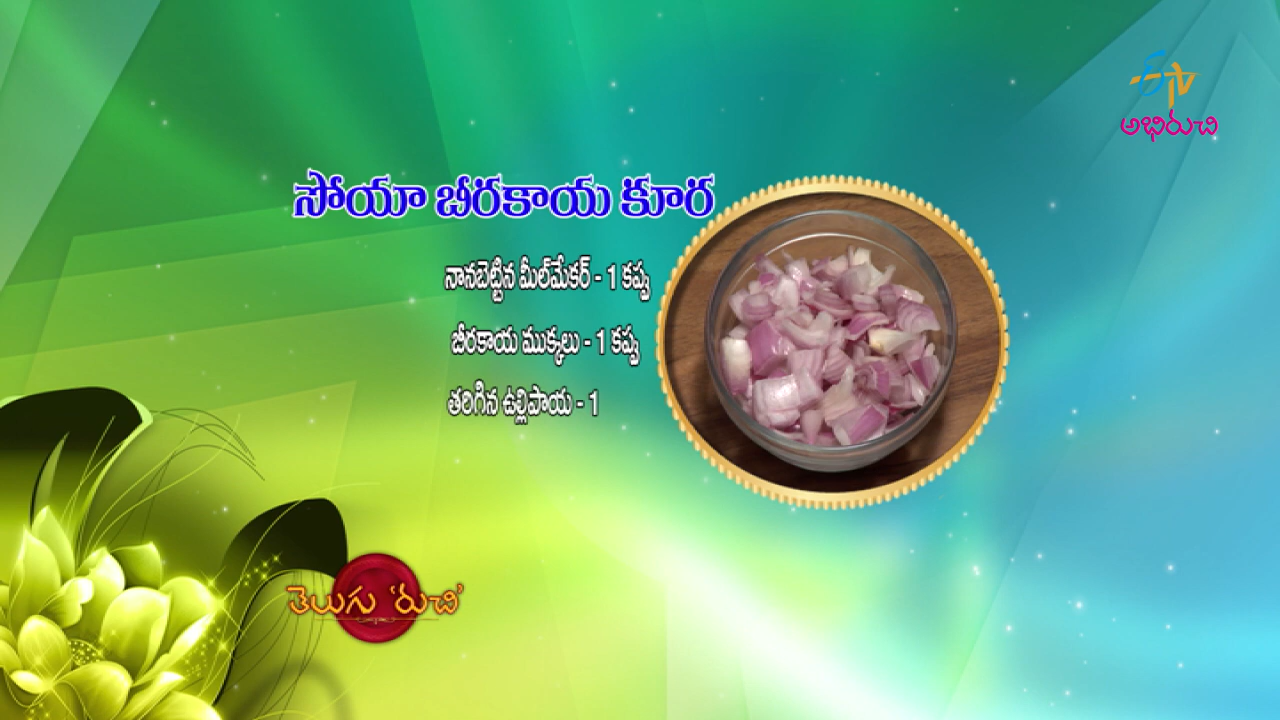 ETV
అభిరుచి
సోయా బీరకాయ కూర
నానబెట్టిన మీల్‌మేకర్ - 1 కప్పు
బీరకాయ ముక్కలు - 1 కప్పు
తరిగిన ఉల్లిపాయ - 1
తెలుగు 'రుచి'